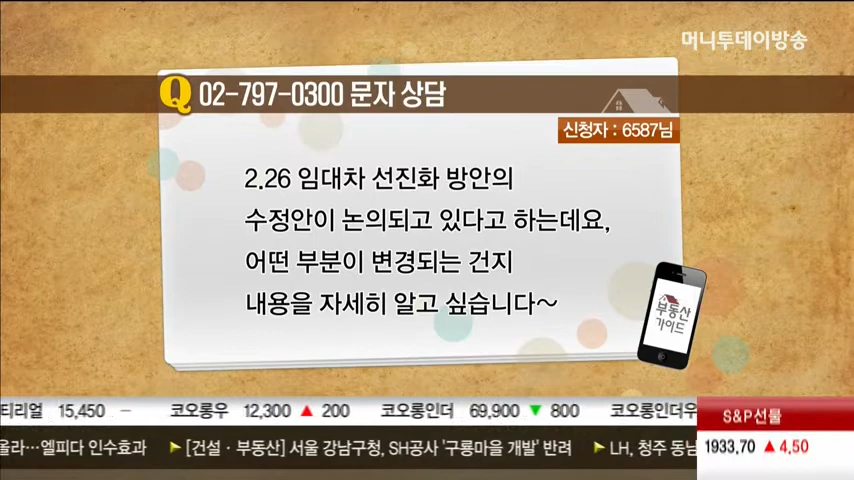 머니투데이방송
Q 02-797-0300 문자 상담
신청자 : 6587님
2.26 임대차 선진화 방안의
수정안이 논의되고 있다고 하는데요,
어떤 부분이 변경되는 건지
내용을 자세히 알고 싶습니다~
부동산
가이드
티리얼 15,450 – 코오롱우 12,300 ▲ 200 코오롱인더 69,900 ▼ 800 코오롱인더우
S&P선물
올라…엘피다 인수효과 ▶ [건설·부동산] 서울 강남구청, SH공사 '구룡마을 개발' 반려 ▶ LH, 청주 동남
1933.70 ▲ 4.50